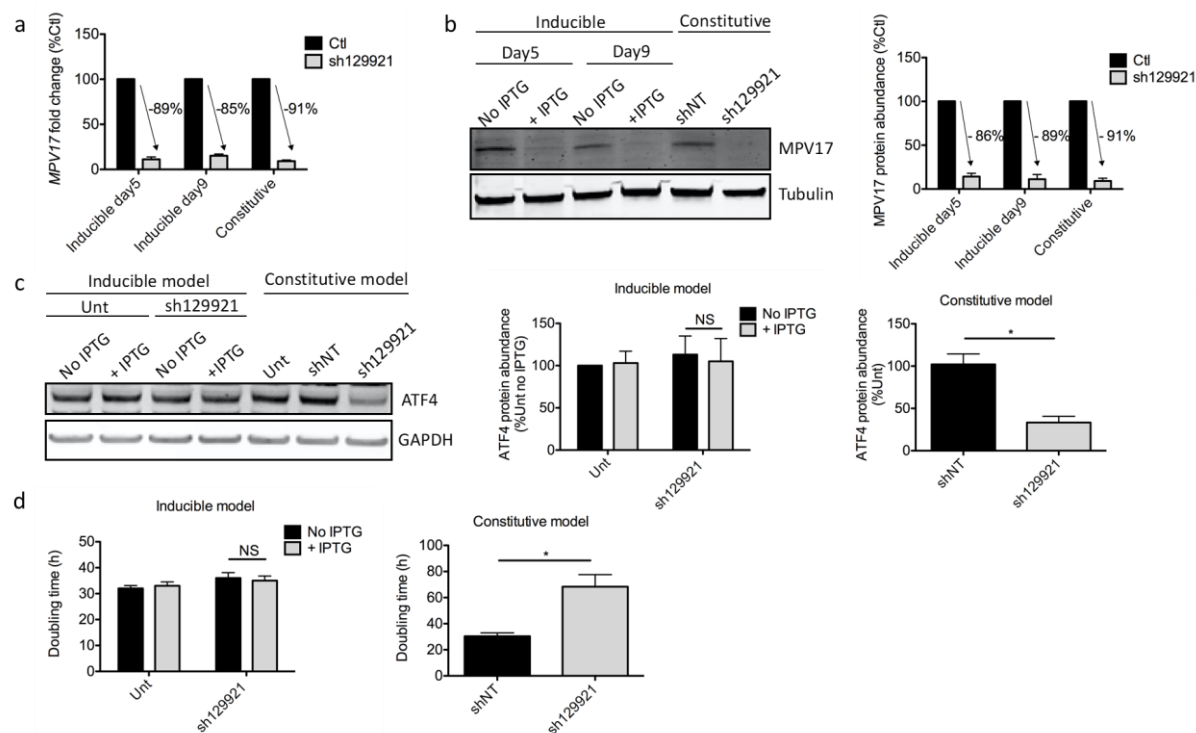 a
MPV17 fold change (%Ctl)
150
100
50
0
-89%
-85%
-91%
Ctl
sh129921
Inducible day5
Inducible day9
Constitutive
b
Inducible
Constitutive
Day5
Day9
No IPTG
+ IPTG
No IPTG
+IPTG
shNT
sh129921
MPV17
Tubulin
MPV17 protein abundance (%Ctl)
150
100
50
0
- 86%
- 89%
- 91%
Ctl
sh129921
Inducible day5
Inducible day9
Constitutive
c
Inducible model
Constitutive model
Unt
sh129921
No IPTG
+ IPTG
No IPTG
+IPTG
Unt
shNT
sh129921
ATF4
GAPDH
Inducible model
ATF4 protein abundance
(%Unt no IPTG)
150
100
50
0
NS
No IPTG
+ IPTG
Unt
sh129921
Constitutive model
ATF4 protein abundance
(%Unt)
150
100
50
0
*
shNT
sh129921
d
Inducible model
Doubling time (h)
50
40
30
20
10
0
NS
No IPTG
+ IPTG
Unt
sh129921
Constitutive model
Doubling time (h)
100
80
60
40
20
0
*
shNT
sh129921